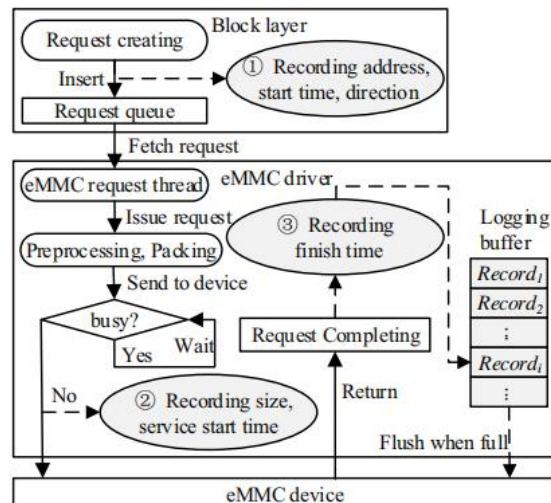 Block layer
Request creating
Insert
① Recording address,
start time, direction
Request queue
Fetch request
eMMC request thread
eMMC driver
Issue request
Preprocessing, Packing
③ Recording
finish time
Logging
buffer
Send to device
Record1
Record2
⋮
Recordi
⋮
busy?
Yes
Wait
Request Completing
No
② Recording size,
service start time
Return
Flush when full
eMMC device